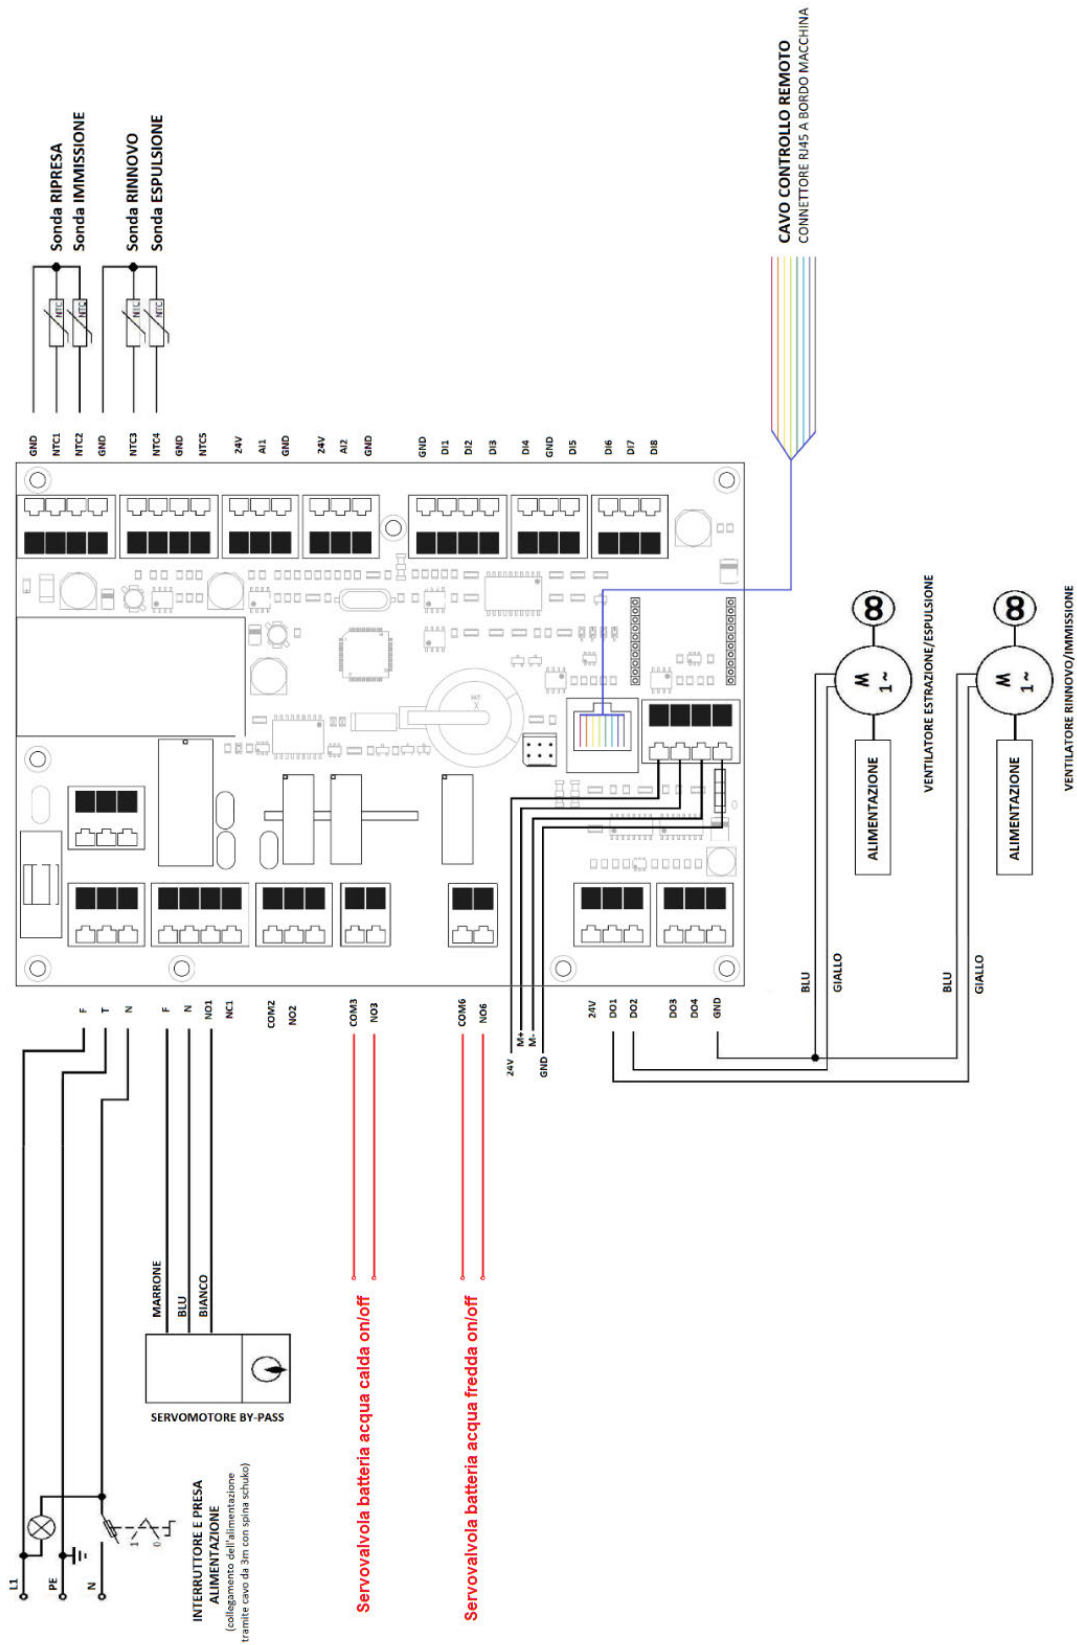 Sonda RIPRESA
Sonda IMMISSIONE
Sonda RINNOVO
Sonda ESPULSIONE
NTC
NTC
NTC
NTC
CAVO CONTROLLO REMOTO
CONNETTORE RJ45 A BORDO MACCHINA
GND
NTC1
NTC2
GND
NTC3
NTC4
GND
NTC5
24V
AI1
GND
24V
AI2
GND
GND
DI1
DI2
DI3
DI4
GND
DI5
DI6
DI7
DI8
M
1~
ALIMENTAZIONE
VENTILATORE ESTRAZIONE/ESPULSIONE
M
1~
ALIMENTAZIONE
VENTILATORE RINNOVO/IMMISSIONE
BLU
GIALLO
BLU
GIALLO
F
T
N
F
N
NO1
NC1
COM2
NO2
COM3
NO3
COM6
NO6
24V
M+
M-
GND
24V
DO1
DO2
DO3
DO4
GND
MARRONE
BLU
BIANCO
SERVOMOTORE BY-PASS
Servovalvola batteria acqua calda on/off
Servovalvola batteria acqua fredda on/off
L1
PE
N
1
0
INTERRUTTORE E PRESA
ALIMENTAZIONE
(collegamento dell'alimentazione
tramite cavo da 3m con spina schuko)